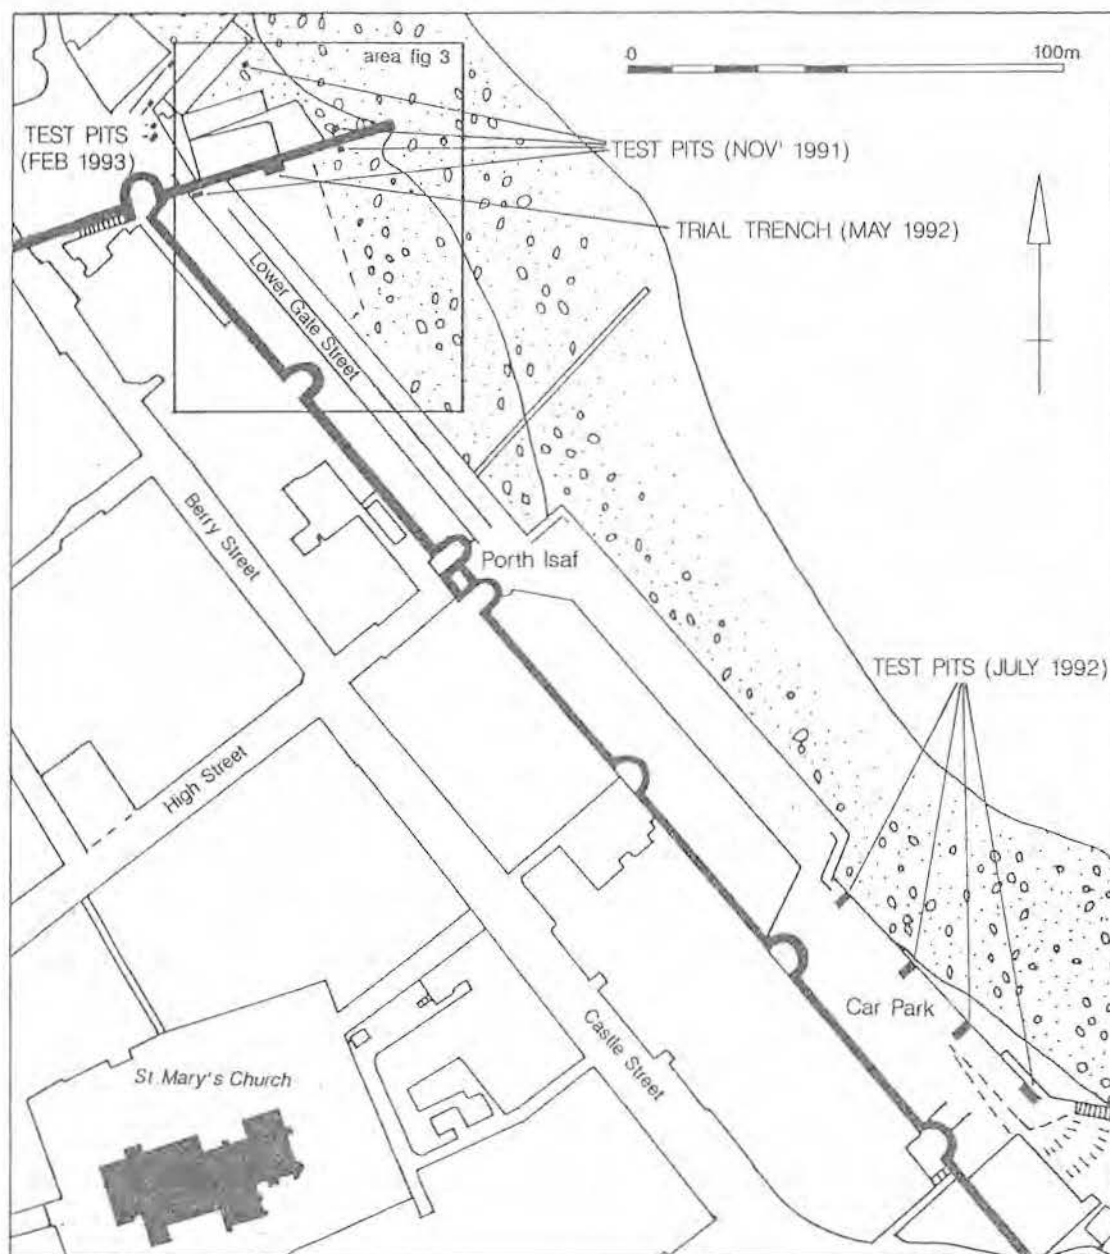 area fig 3
0
100m
TEST PITS
(FEB 1993)
TEST PITS (NOV' 1991)
TRIAL TRENCH (MAY 1992)
Lower Gate Street
Berry Street
Porth Isaf
TEST PITS (JULY 1992)
High Street
Car Park
Castle Street
St. Mary's Church